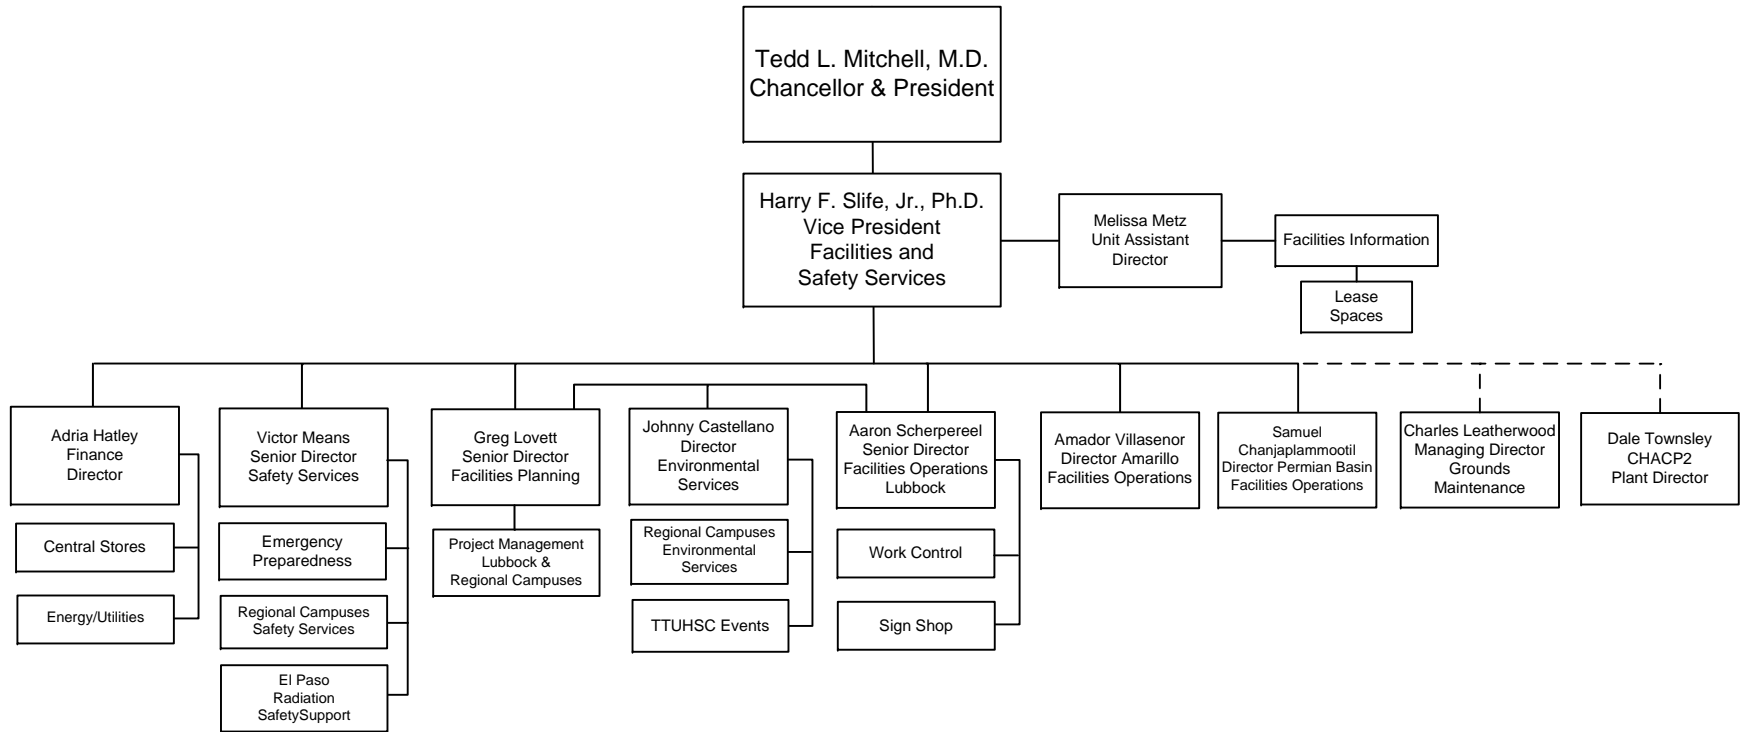 Tedd L. Mitchell, M.D.
Chancellor & President
Harry F. Slife, Jr., Ph.D.
Vice President
Facilities and
Safety Services
Melissa Metz
Unit Assistant
Director
Facilities Information
Lease
Spaces
Adria Hatley
Finance
Director
Central Stores
Energy/Utilities
Victor Means
Senior Director
Safety Services
Emergency
Preparedness
Regional Campuses
Safety Services
El Paso
Radiation
SafetySupport
Greg Lovett
Senior Director
Facilities Planning
Project Management
Lubbock &
Regional Campuses
Johnny Castellano
Director
Environmental
Services
Regional Campuses
Environmental
Services
TTUHSC Events
Aaron Scherpereel
Senior Director
Facilities Operations
Lubbock
Work Control
Sign Shop
Amador Villasenor
Director Amarillo
Facilities Operations
Samuel
Chanjaplammootil
Director Permian Basin
Facilities Operations
Charles Leatherwood
Managing Director
Grounds
Maintenance
Dale Townsley
CHACP2
Plant Director